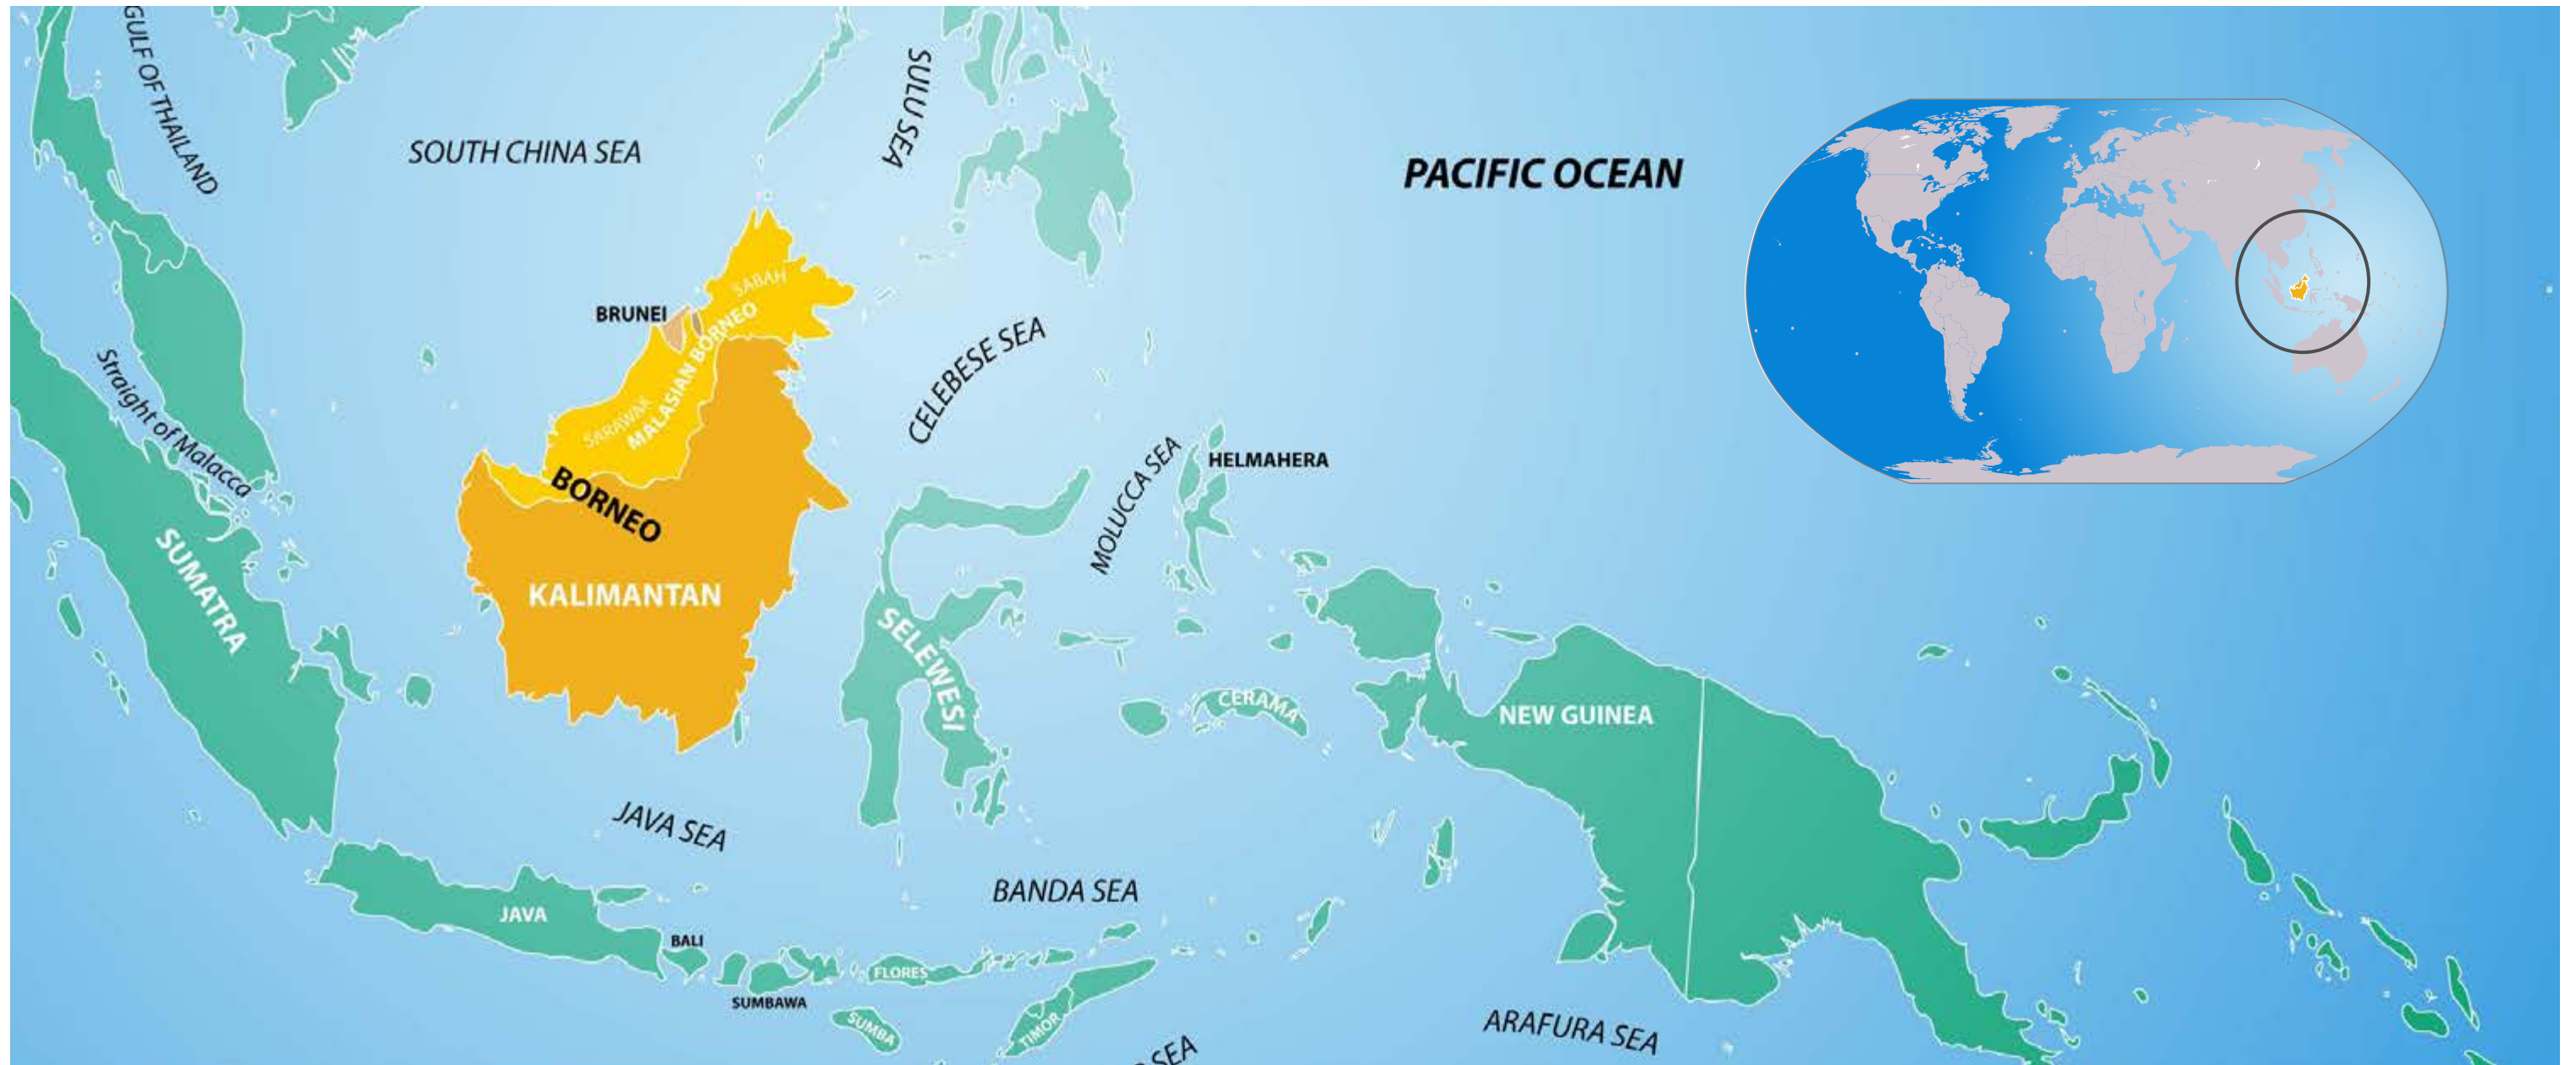 GULF OF THAILAND
SOUTH CHINA SEA
SULU SEA
PACIFIC OCEAN
SABAH
BRUNEI
MALASIAN BORNEO
SARAWAK
CELEBESE SEA
Straight of Malacca
BORNEO
MOLUCCA SEA
HELMAHERA
SUMATRA
KALIMANTAN
SELEWESI
CERAMA
NEW GUINEA
JAVA SEA
BANDA SEA
JAVA
BALI
FLORES
SUMBAWA
SUMBA
TIMOR
ARAFURA SEA
SEA